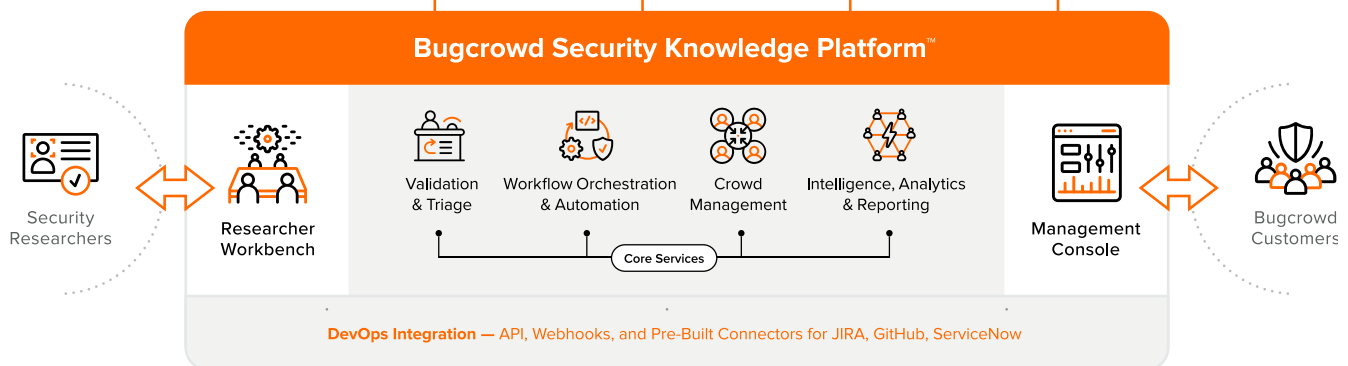 Bugcrowd Security Knowledge Platform™
Security
Researchers
Researcher
Workbench
Validation
& Triage
Workflow Orchestration
& Automation
Crowd
Management
Intelligence, Analytics
& Reporting
Core Services
Management
Console
Bugcrowd
Customers
DevOps Integration — API, Webhooks, and Pre-Built Connectors for JIRA, GitHub, ServiceNow